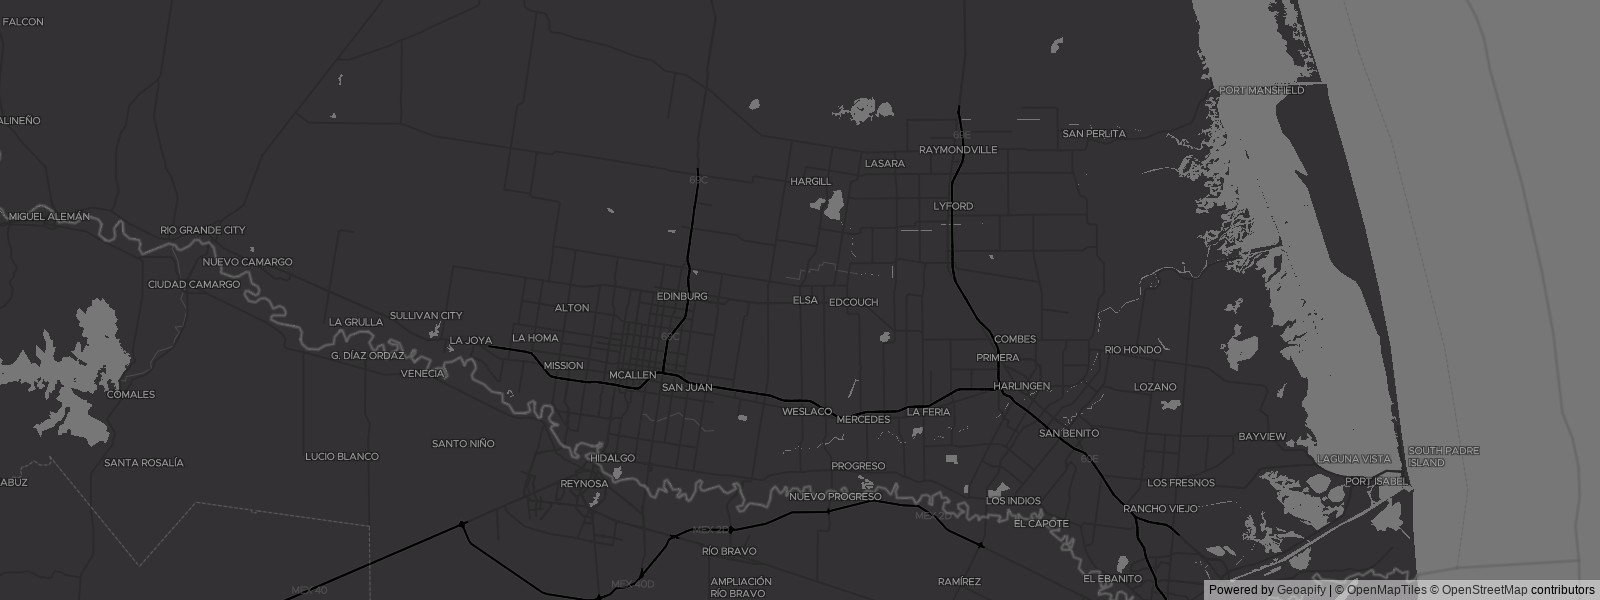 FALCON
PORT MANSFIELD
ALINEÑO
69E
SAN PERLITA
RAYMONDVILLE
LASARA
69C
HARGILL
LYFORD
MIGUEL ALEMÁN
RIO GRANDE CITY
NUEVO CAMARGO
CIUDAD CAMARGO
EDINBURG
ELSA
EDCOUCH
ALTON
SULLIVAN CITY
LA GRULLA
LA JOYA
LA HOMA
69C
COMBES
G. DÍAZ ORDAZ
PRIMERA
RIO HONDO
VENECIA
MISSION
MCALLEN
SAN JUAN
HARLINGEN
LOZANO
COMALES
WESLACO
MERCEDES
LA FERIA
SAN BENITO
BAYVIEW
SANTO NIÑO
LUCIO BLANCO
SANTA ROSALÍA
HIDALGO
PROGRESO
69E
LAGUNA VISTA
SOUTH PADRE
ISLAND
ABUZ
REYNOSA
NUEVO PROGRESO
LOS INDIOS
LOS FRESNOS
PORT ISABEL
RANCHO VIEJO
MEX 2D
MEX 2D
EL CAPOTE
RÍO BRAVO
MEX 40
MEX 40D
AMPLIACIÓN
RÍO BRAVO
RAMÍREZ
EL EBANITO
Powered by Geoapify | © OpenMapTiles © OpenStreetMap contributors